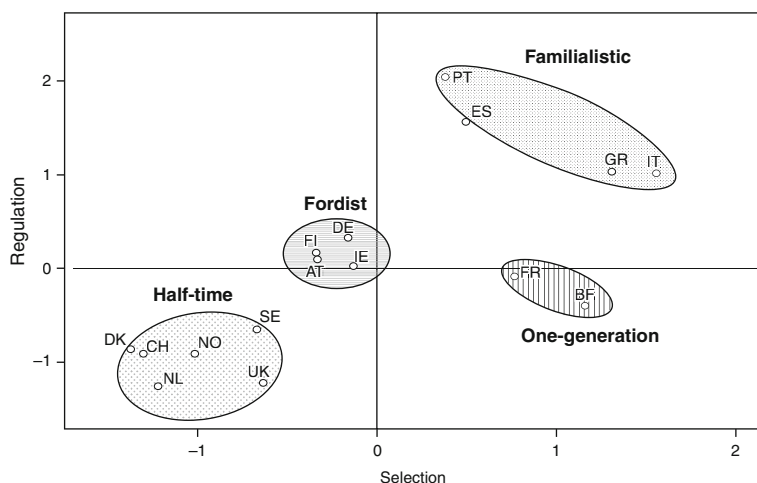 Familialistic
PT
ES
GR
IT
Fordist
DE
FI
IE
AT
FR
BF
One-generation
Half-time
SE
DK
CH
NO
NL
UK
Regulation
2
1
0
–1
–1
0
1
2
Selection